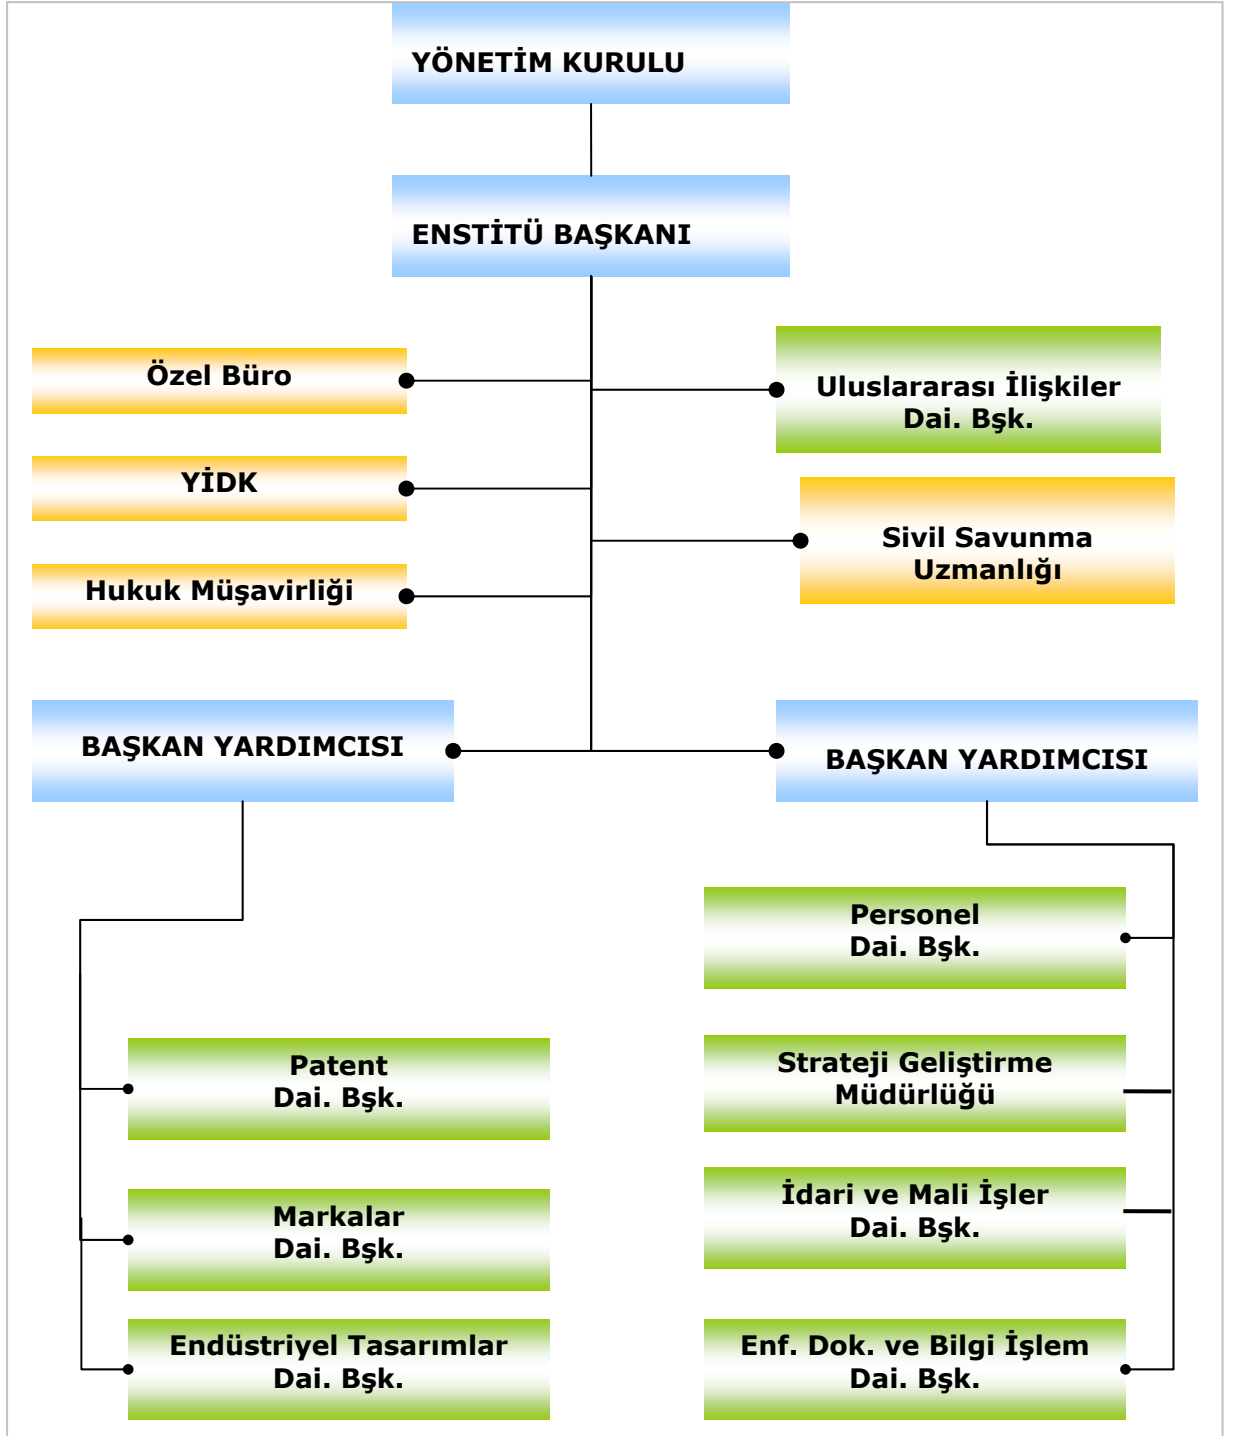 YÖNETİM KURULU
ENSTİTÜ BAŞKANI
Özel Büro
Uluslararası İlişkiler
Dai. Bşk.
YİDK
Sivil Savunma
Uzmanlığı
Hukuk Müşavirliği
BAŞKAN YARDIMCISI
BAŞKAN YARDIMCISI
Patent
Dai. Bşk.
Markalar
Dai. Bşk.
Endüstriyel Tasarımlar
Dai. Bşk.
Personel
Dai. Bşk.
Strateji Geliştirme
Müdürlüğü
İdari ve Mali İşler
Dai. Bşk.
Enf. Dok. ve Bilgi İşlem
Dai. Bşk.